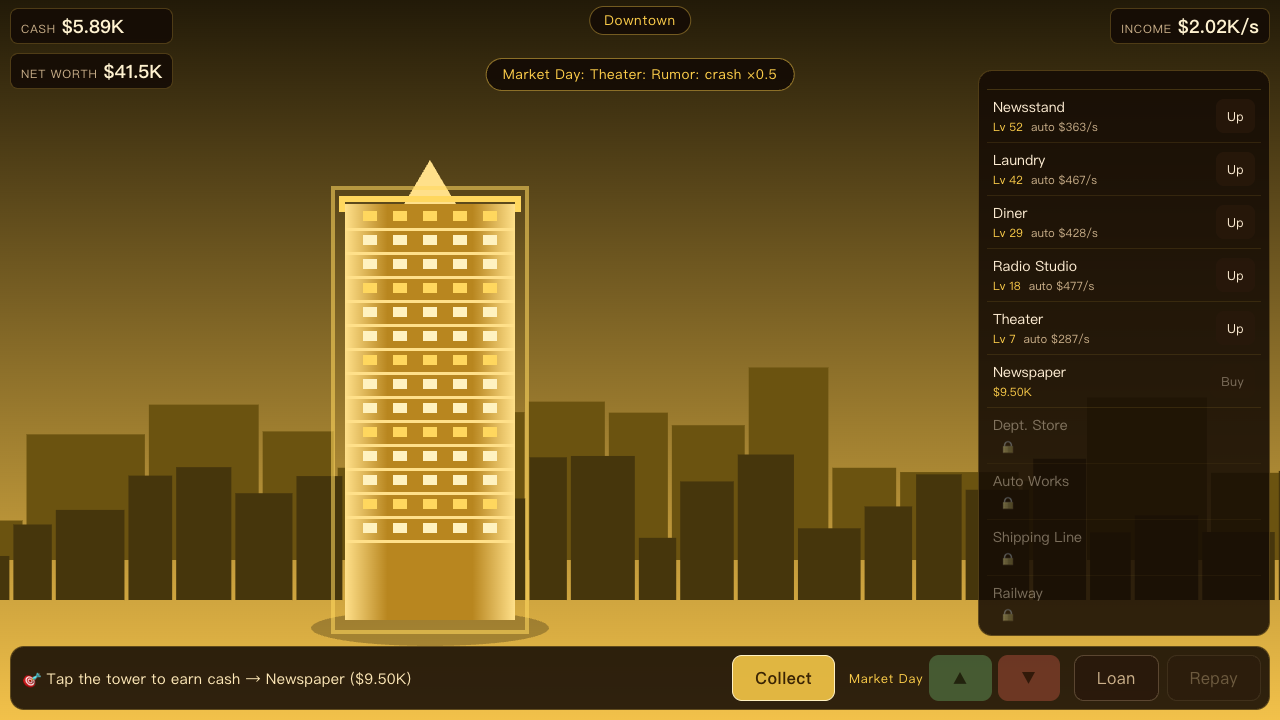 CASH $5.89K
NET WORTH $41.5K
Downtown
Market Day: Theater: Rumor: crash ×0.5
INCOME $2.02K/s
Newsstand
Lv 52 auto $363/s
Up
Laundry
Lv 42 auto $467/s
Up
Diner
Lv 29 auto $428/s
Up
Radio Studio
Lv 18 auto $477/s
Up
Theater
Lv 7 auto $287/s
Up
Newspaper
$9.50K
Buy
Dept. Store
Auto Works
Shipping Line
Railway
Tap the tower to earn cash → Newspaper ($9.50K)
Collect
Market Day
▲
▼
Loan
Repay